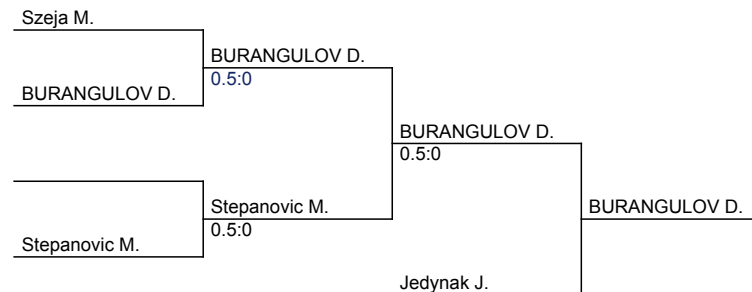 Szeja M.
BURANGULOV D.
0.5:0
BURANGULOV D.
BURANGULOV D.
0.5:0
Stepanovic M.
0.5:0
BURANGULOV D.
Stepanovic M.
Jedynak J.